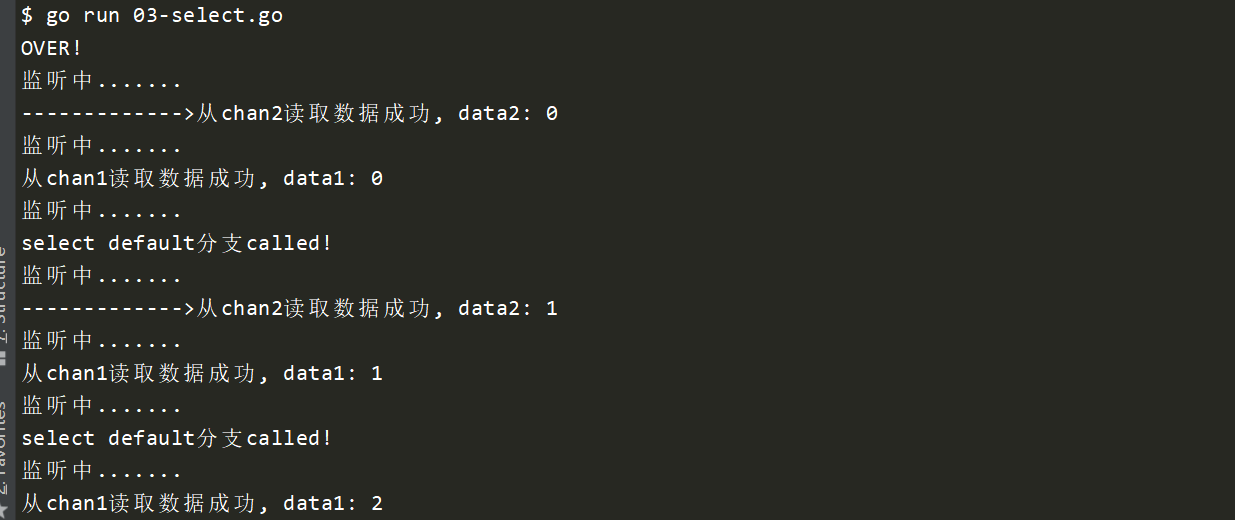 $ go run 03-select.go
OVER!
监听中.......
------------->从chan2读取数据成功, data2: 0
监听中.......
从chan1读取数据成功, data1: 0
监听中.......
select default分支called!
监听中.......
------------->从chan2读取数据成功, data2: 1
监听中.......
从chan1读取数据成功, data1: 1
监听中.......
select default分支called!
监听中.......
从chan1读取数据成功, data1: 2
Z: Structure
2: Favorites